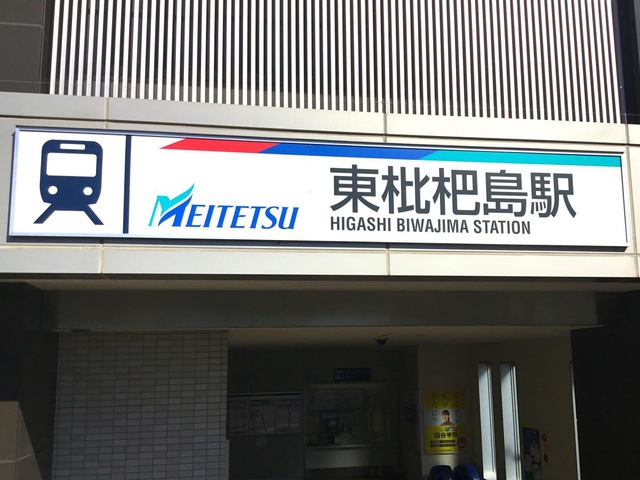 MEITETSU
東枇杷島駅
HIGASHI BIWAJIMA STATION